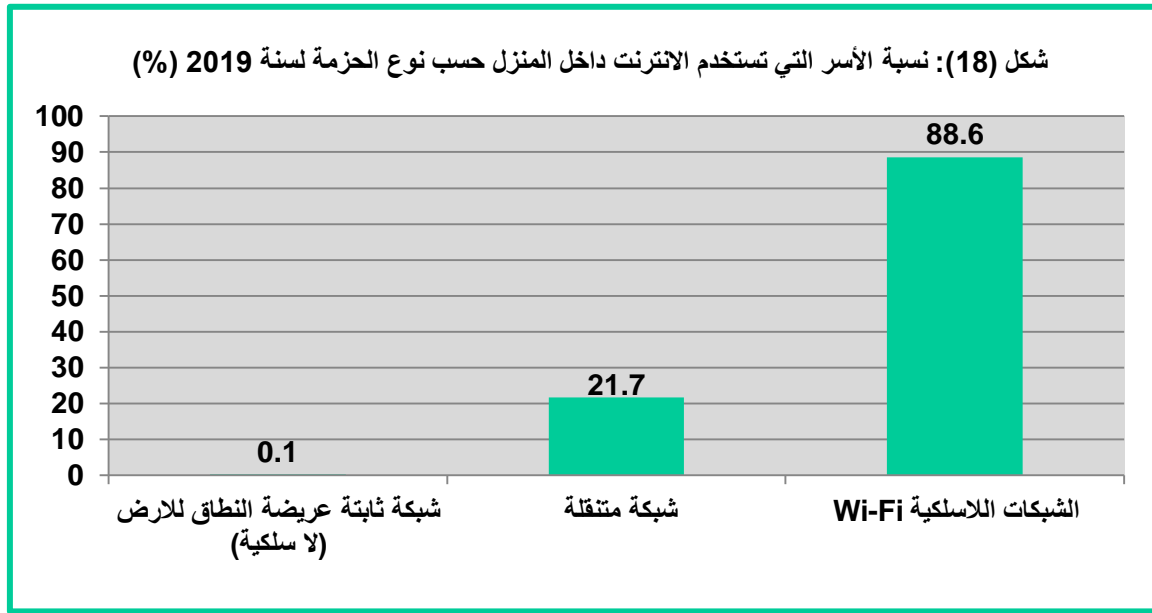 شكل (18): نسبة الأسر التي تستخدم الانترنت داخل المنزل حسب نوع الحزمة لسنة 2019 (%)
100
90
80
70
60
50
40
30
20
10
0
88.6
21.7
0.1
الشبكات اللاسلكية Wi-Fi
شبكة متنقلة
شبكة ثابتة عريضة النطاق للارض
(لا سلكية)